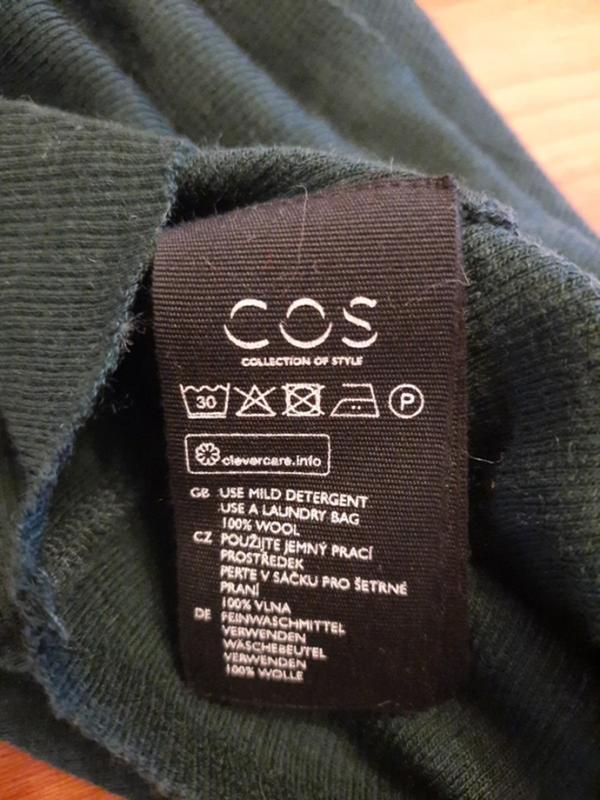 COS
COLLECTION OF STYLE
30
P
clevercare.info
GB USE MILD DETERGENT
USE A LAUNDRY BAG
100% WOOL
CZ POUŽIJTE JEMNÝ PRACÍ
PROSTŘEDEK
PERTE V SÁČKU PRO ŠETRNÉ
PRANÍ
100% VLNA
DE FEINWASCHMITTEL
VERWENDEN
WÄSCHEBEUTEL
VERWENDEN
100% WOLLE